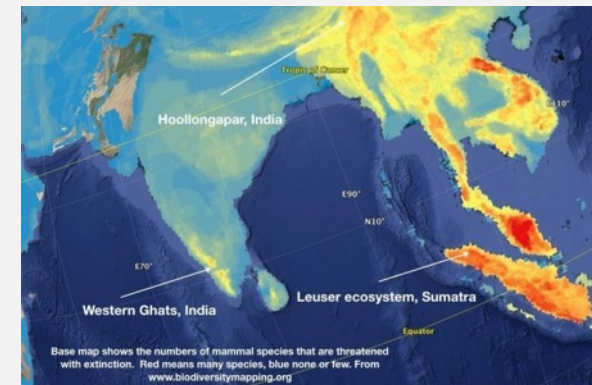 Tropic of Cancer
E110°
Hoollongapar, India
E90°
N10°
E70°
Leuser ecosystem, Sumatra
Western Ghats, India
Equator
Base map shows the numbers of mammal species that are threatened
with extinction. Red means many species, blue none or few. From
www.biodiversitymapping.org